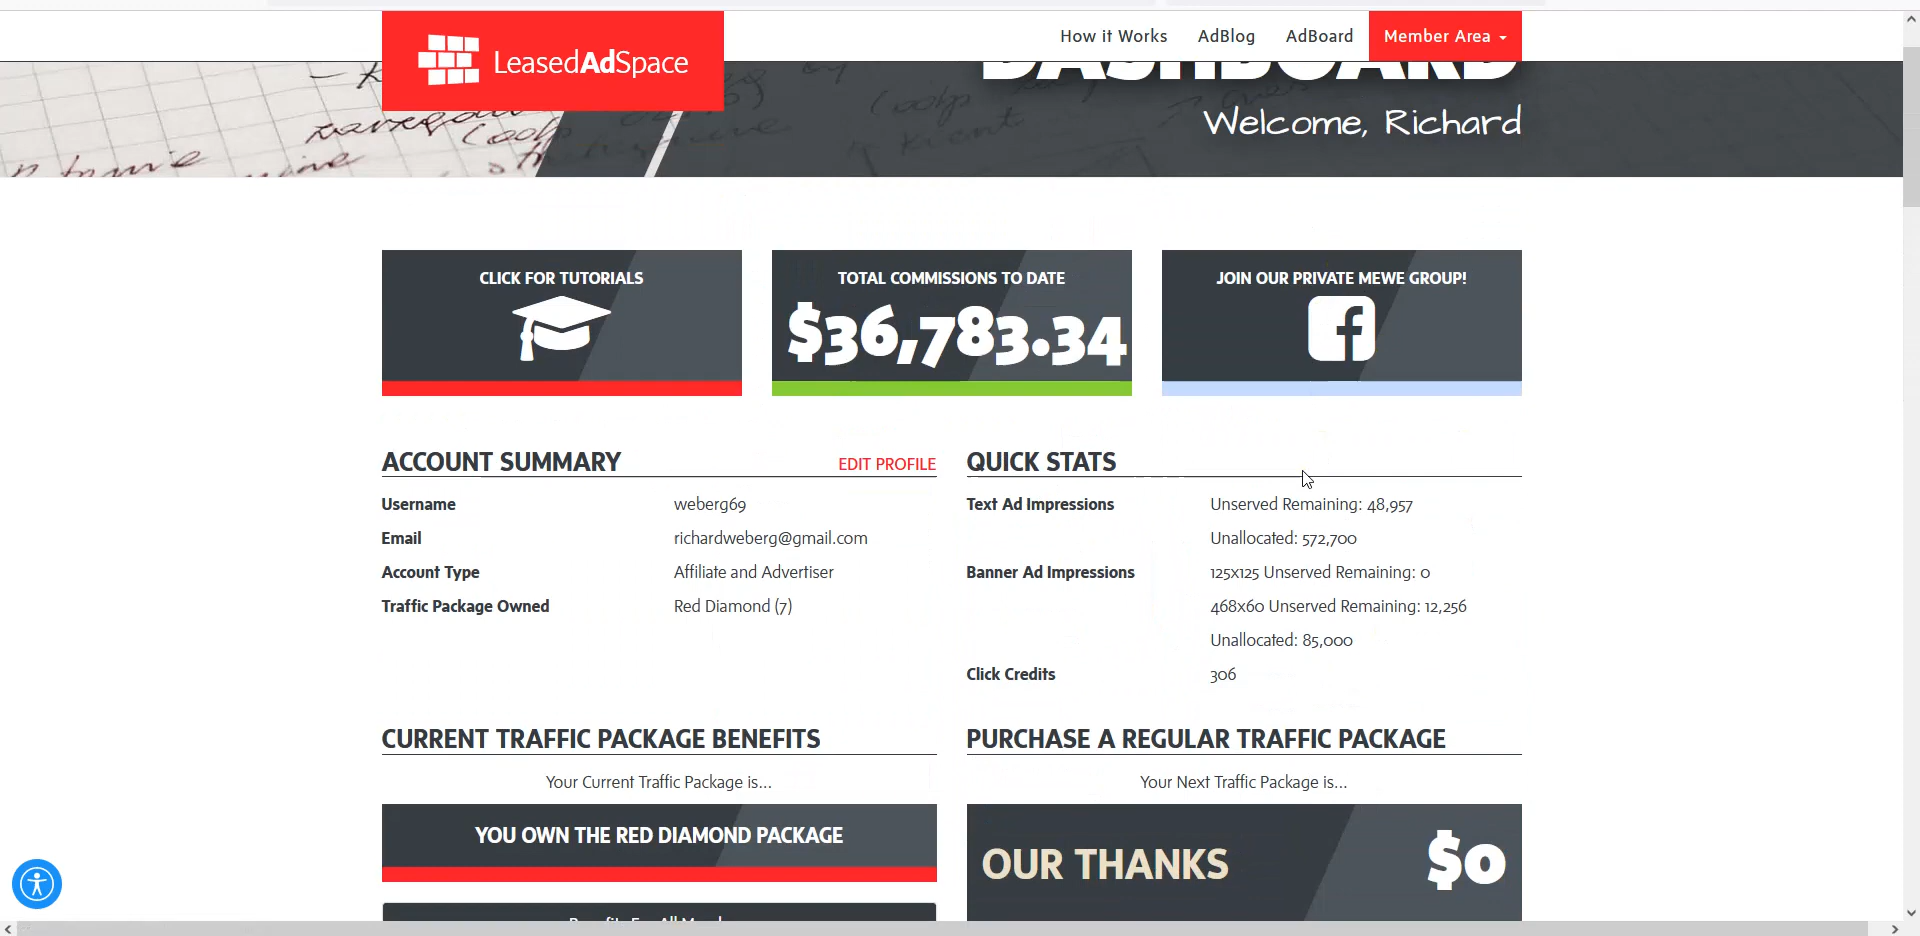 LeasedAdSpace
How it Works
AdBlog
AdBoard
Member Area
DASHBOARD
Welcome, Richard
CLICK FOR TUTORIALS
TOTAL COMMISSIONS TO DATE
$36,783.34
JOIN OUR PRIVATE MEWE GROUP!
ACCOUNT SUMMARY
EDIT PROFILE
Username weberg69
Email richardweberg@gmail.com
Account Type Affiliate and Advertiser
Traffic Package Owned Red Diamond (7)
QUICK STATS
Text Ad Impressions Unserved Remaining: 48,957
Unallocated: 572,700
Banner Ad Impressions 125x125 Unserved Remaining: 0
468x60 Unserved Remaining: 12,256
Unallocated: 85,000
Click Credits 306
CURRENT TRAFFIC PACKAGE BENEFITS
Your Current Traffic Package is...
YOU OWN THE RED DIAMOND PACKAGE
PURCHASE A REGULAR TRAFFIC PACKAGE
Your Next Traffic Package is...
OUR THANKS $0